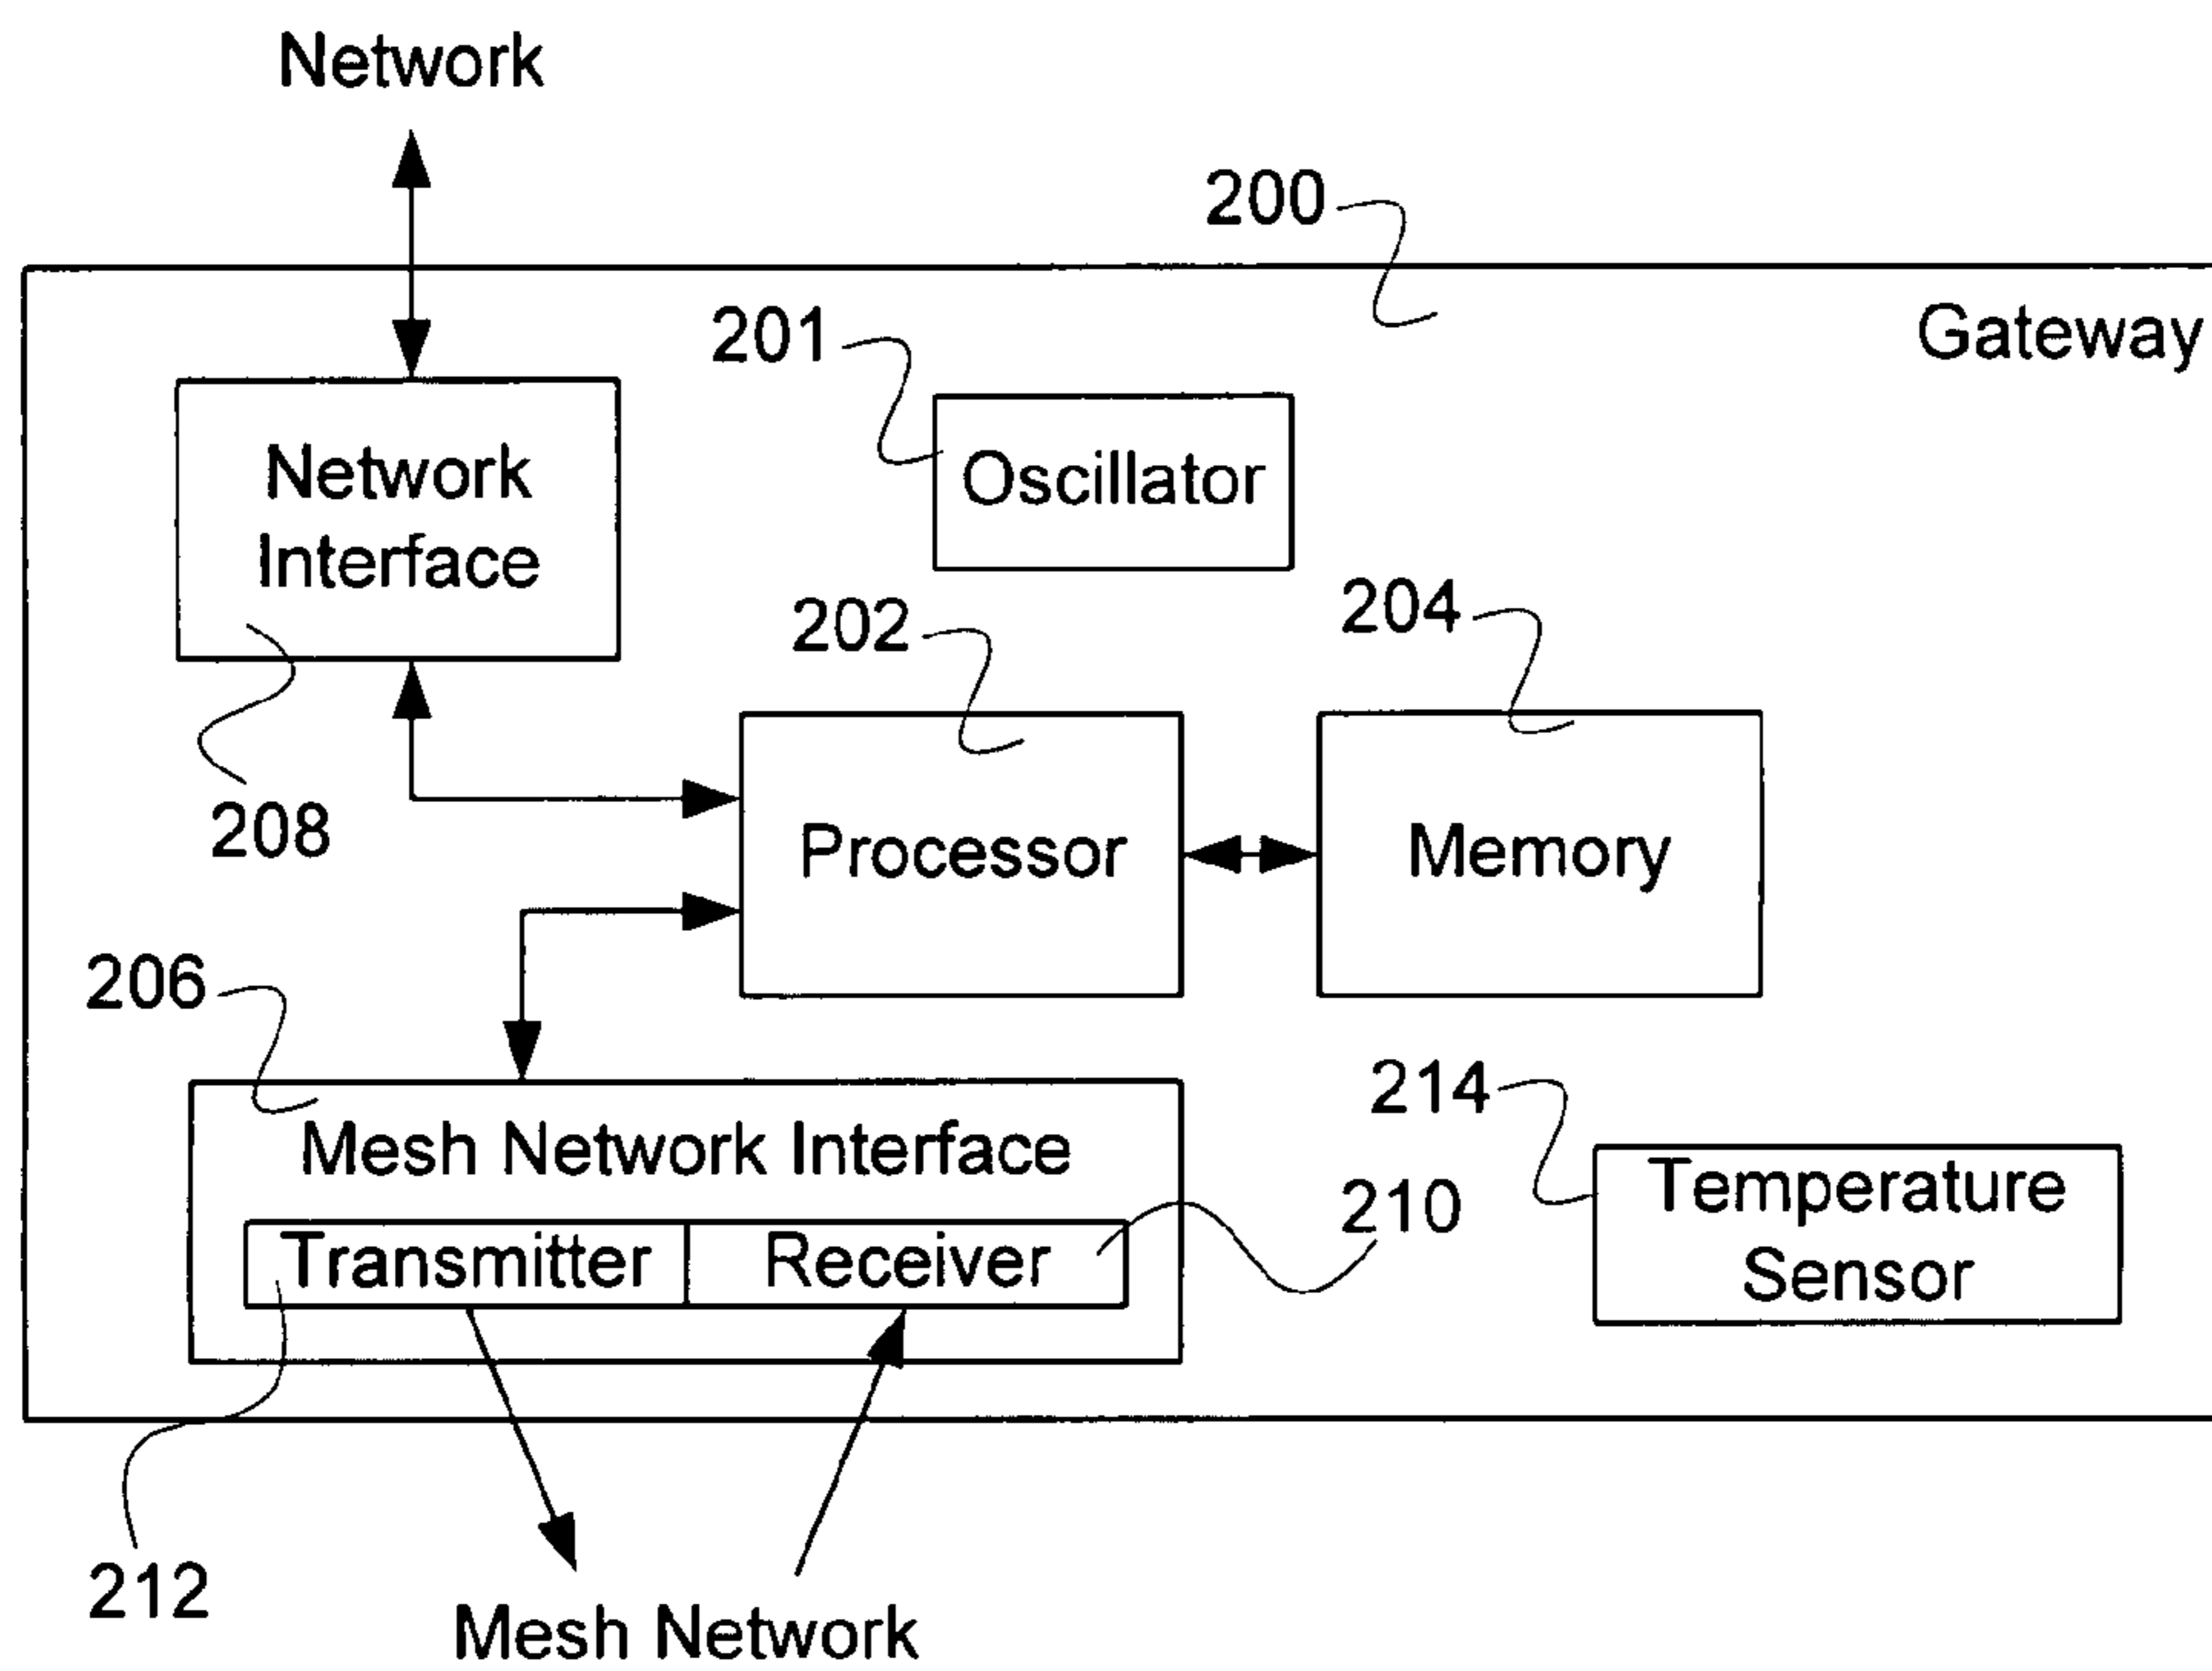 Network
200
Gateway
201
Network
Interface
Oscillator
202
204
208
Processor
Memory
206
214
Mesh Network Interface
Temperature
Sensor
210
Transmitter
Receiver
212
Mesh Network